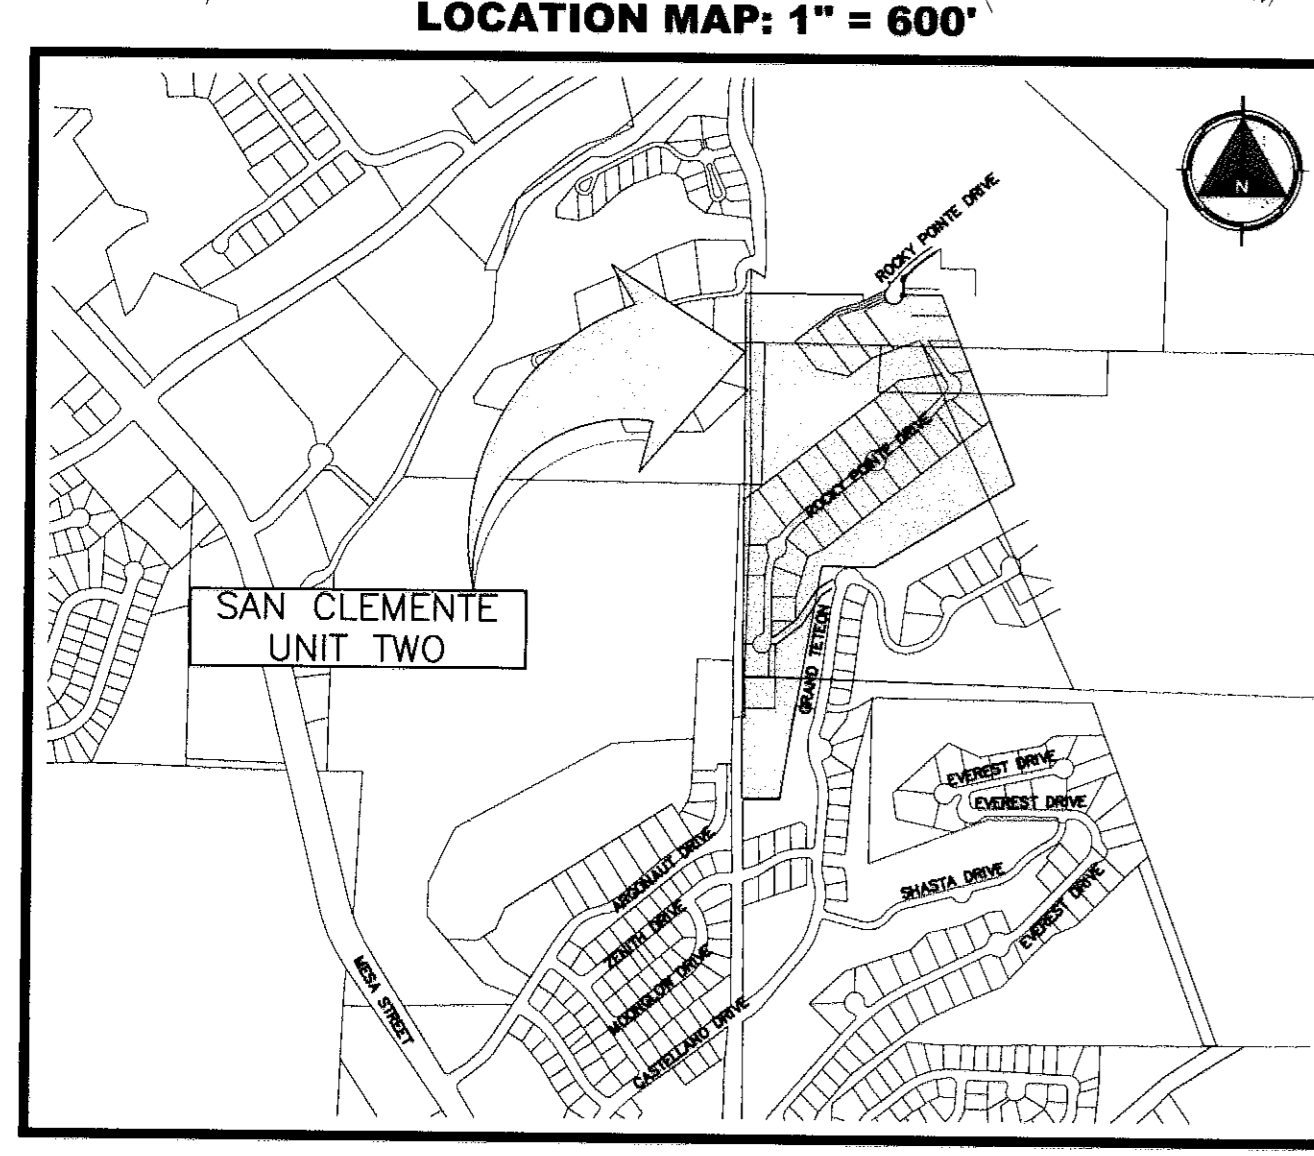 LOCATION MAP: 1" = 600'
N
ROCKY POINTE DRIVE
ROCKY POINTE DRIVE
SAN CLEMENTE
UNIT TWO
GRAND TETEON
EVEREST DRIVE
EVEREST DRIVE
ARGONAUT DRIVE
SHASTA DRIVE
EVEREST DRIVE
ZENITH DRIVE
MOONGLOW DRIVE
MESA STREET
CASTELLANO DRIVE